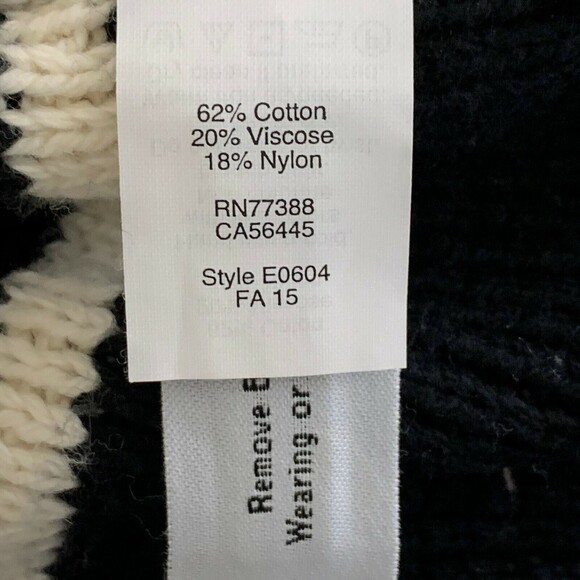 62% Cotton
20% Viscose
18% Nylon
RN77388
CA56445
Style E0604
FA 15
Remove
Wearing or